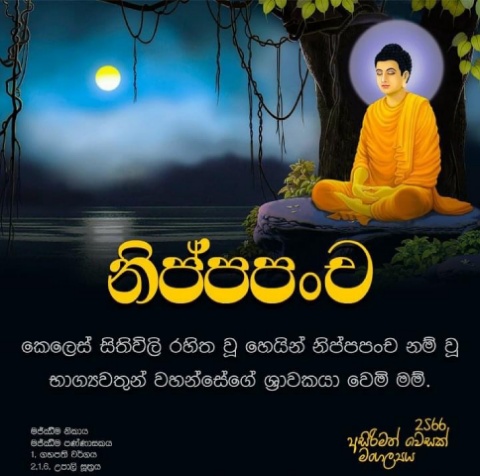 නිප්පපංච
කෙලෙස් සිතිවිලි රහිත වූ හෙයින් නිප්පපංච නම් වූ
භාග්‍යවතුන් වහන්සේගේ ශ්‍රාවකයා වෙමි මම්.
මජ්ඣිම නිකාය
මජ්ඣිම පණ්ණාසකය
1. ගහපති වර්ගය
2.1.6. උපාලි සූත්‍රය
2566
අසිරිමත් වෙසක්
මංගල්‍යය